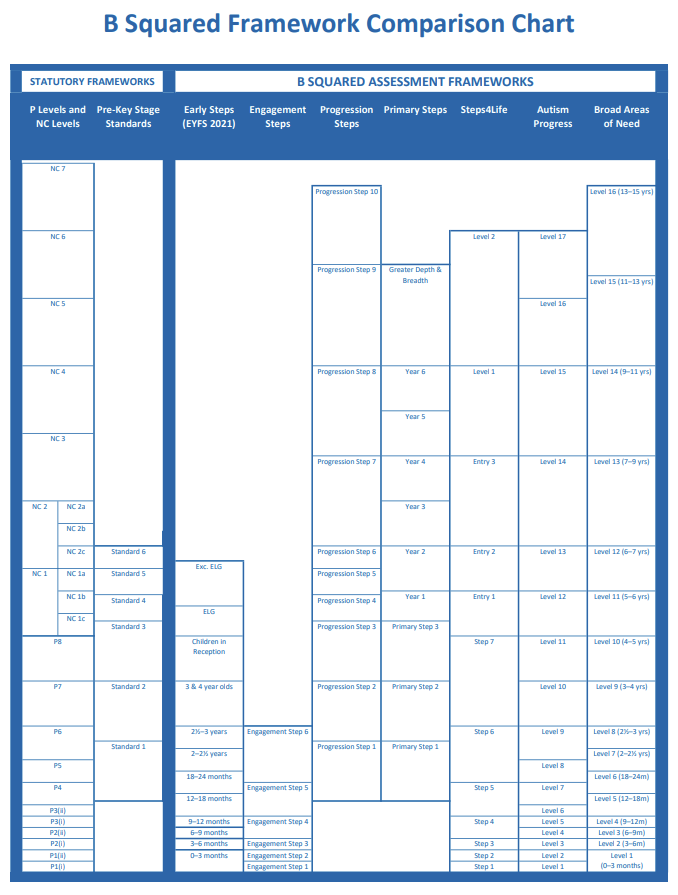 B Squared Framework Comparison Chart
STATUTORY FRAMEWORKS
B SQUARED ASSESSMENT FRAMEWORKS
P Levels and
NC Levels
Pre-Key Stage
Standards
Early Steps
(EYFS 2021)
Engagement
Steps
Progression
Steps
Primary Steps
Steps4Life
Autism
Progress
Broad Areas
of Need
NC 7
NC 6
NC 5
NC 4
NC 3
NC 2
NC 2a
NC 2b
NC 2c
NC 1
NC 1a
NC 1b
NC 1c
P8
P7
P6
P5
P4
P3(ii)
P3(i)
P2(ii)
P2(i)
P1(ii)
P1(i)
Standard 6
Standard 5
Standard 4
Standard 3
Standard 2
Standard 1
Exc. ELG
ELG
Children in
Reception
3 & 4 year olds
2½–3 years
2–2½ years
18–24 months
12–18 months
9–12 months
6–9 months
3–6 months
0–3 months
Engagement Step 6
Engagement Step 5
Engagement Step 4
Engagement Step 3
Engagement Step 2
Engagement Step 1
Progression Step 10
Progression Step 9
Progression Step 8
Progression Step 7
Progression Step 6
Progression Step 5
Progression Step 4
Progression Step 3
Progression Step 2
Progression Step 1
Greater Depth &
Breadth
Year 6
Year 5
Year 4
Year 3
Year 2
Year 1
Primary Step 3
Primary Step 2
Primary Step 1
Level 2
Level 1
Entry 3
Entry 2
Entry 1
Step 7
Step 6
Step 5
Step 4
Step 3
Step 2
Step 1
Level 17
Level 16
Level 15
Level 14
Level 13
Level 12
Level 11
Level 10
Level 9
Level 8
Level 7
Level 6
Level 5
Level 4
Level 3
Level 2
Level 1
Level 16 (13–15 yrs)
Level 15 (11–13 yrs)
Level 14 (9–11 yrs)
Level 13 (7–9 yrs)
Level 12 (6–7 yrs)
Level 11 (5–6 yrs)
Level 10 (4–5 yrs)
Level 9 (3–4 yrs)
Level 8 (2½–3 yrs)
Level 7 (2–2½ yrs)
Level 6 (18–24m)
Level 5 (12–18m)
Level 4 (9–12m)
Level 3 (6–9m)
Level 2 (3–6m)
Level 1
(0–3 months)